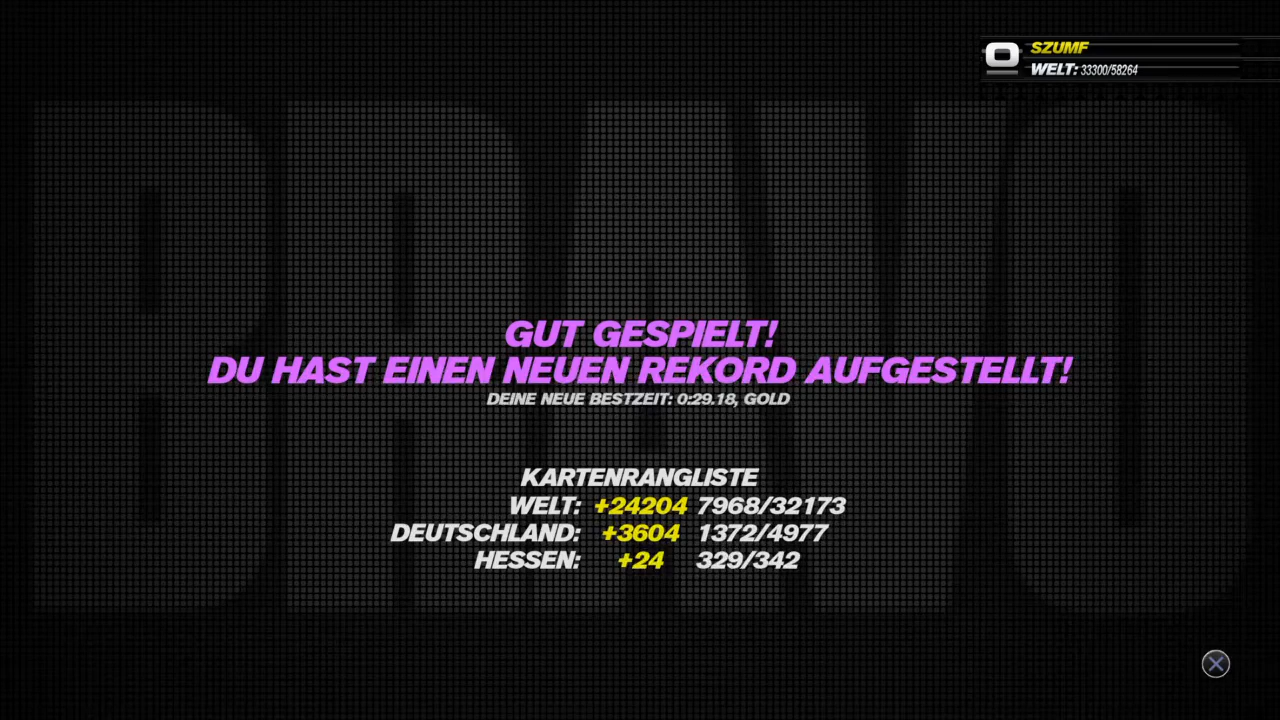 SZUMF
WELT: 33300/58264
BRAVO
GUT GESPIELT!
DU HAST EINEN NEUEN REKORD AUFGESTELLT!
DEINE NEUE BESTZEIT: 0:29.18, GOLD
KARTENRANGLISTE
WELT: +24204 7968/32173
DEUTSCHLAND: +3604 1372/4977
HESSEN: +24 329/342